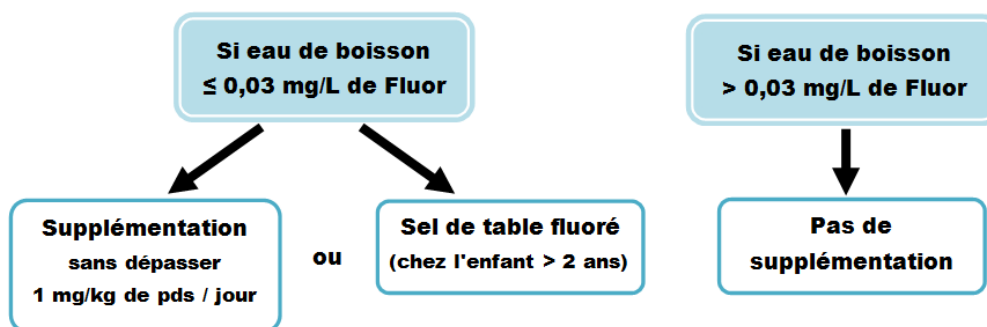 Si eau de boisson
≤ 0,03 mg/L de Fluor
Si eau de boisson
> 0,03 mg/L de Fluor
Supplémentation
sans dépasser
1 mg/kg de pds / jour
ou
Sel de table fluoré
(chez l'enfant > 2 ans)
Pas de
supplémentation